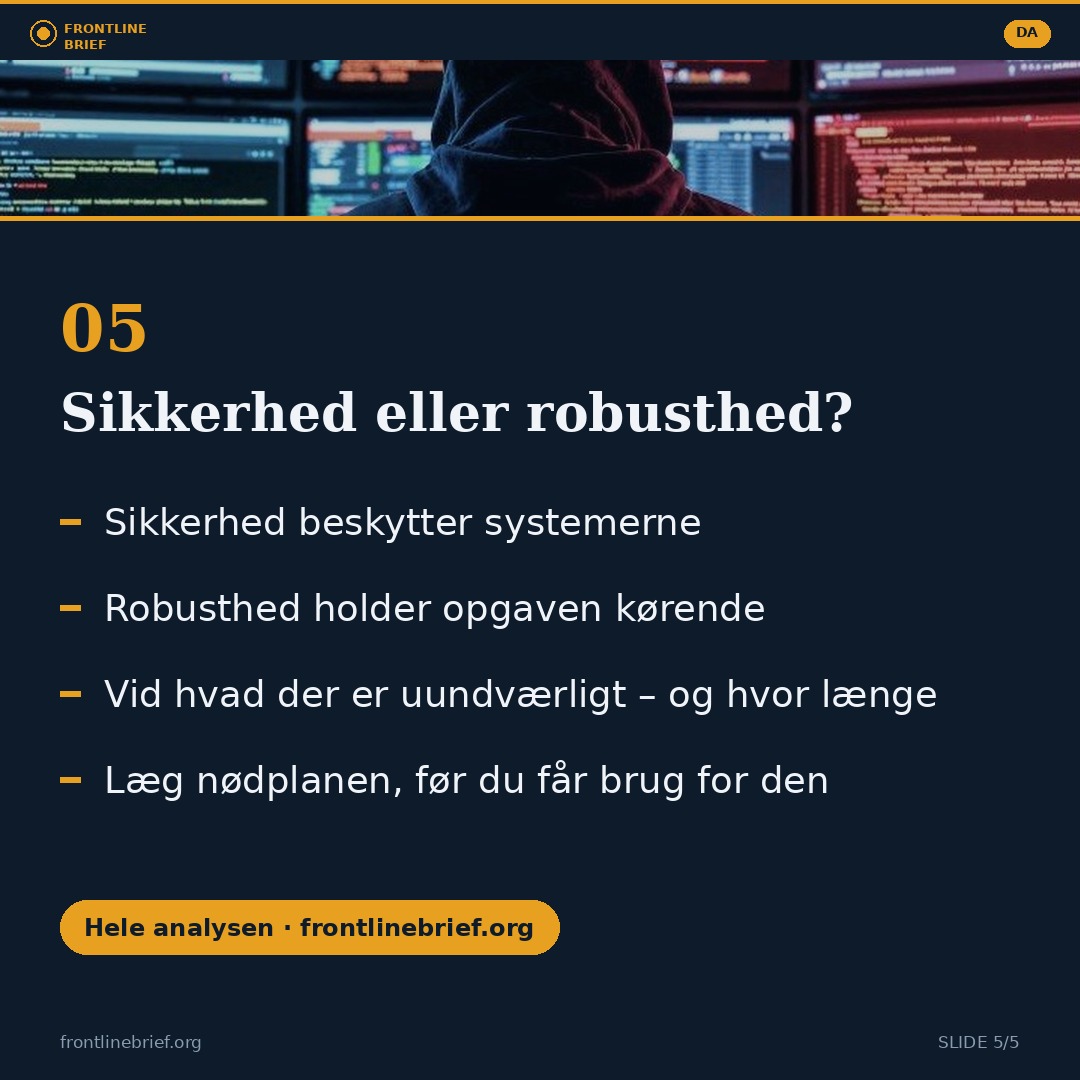 FRONTLINE
BRIEF
DA
05
Sikkerhed eller robusthed?
– Sikkerhed beskytter systemerne
– Robusthed holder opgaven kørende
– Vid hvad der er uundværligt – og hvor længe
– Læg nødplanen, før du får brug for den
Hele analysen · frontlinebrief.org
frontlinebrief.org
SLIDE 5/5